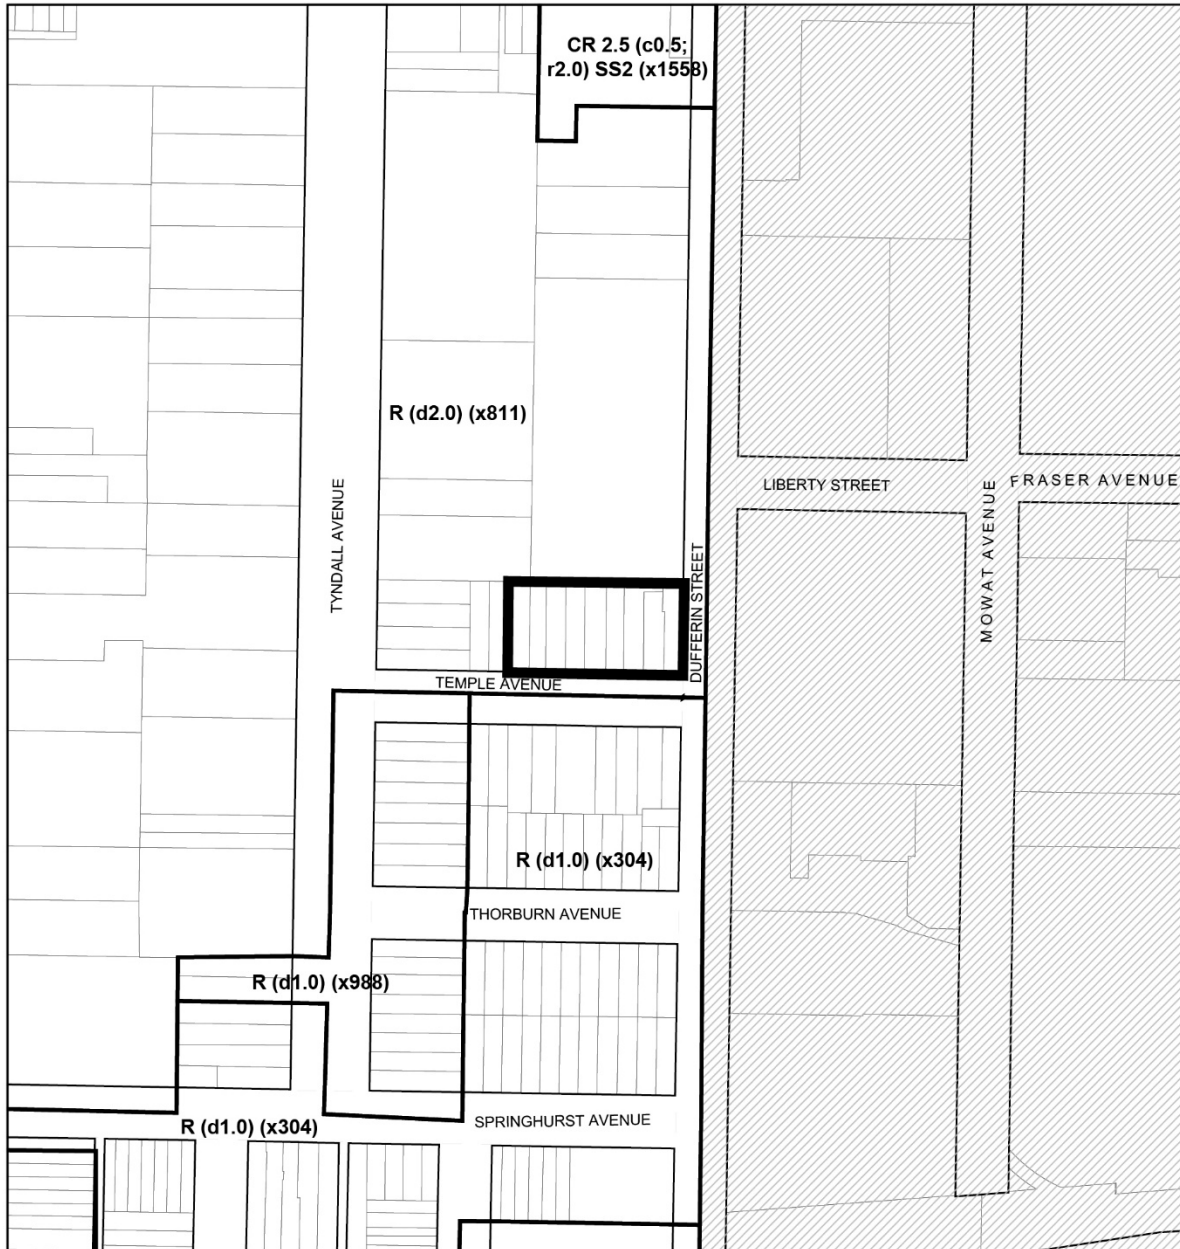 CR 2.5 (c0.5;
r2.0) SS2 (x1558)
R (d2.0) (x811)
TYNDALL AVENUE
LIBERTY STREET
FRASER AVENUE
MOWAT AVENUE
DUFFERIN STREET
TEMPLE AVENUE
R (d1.0) (x304)
THORBURN AVENUE
R (d1.0) (x988)
SPRINGHURST AVENUE
R (d1.0) (x304)